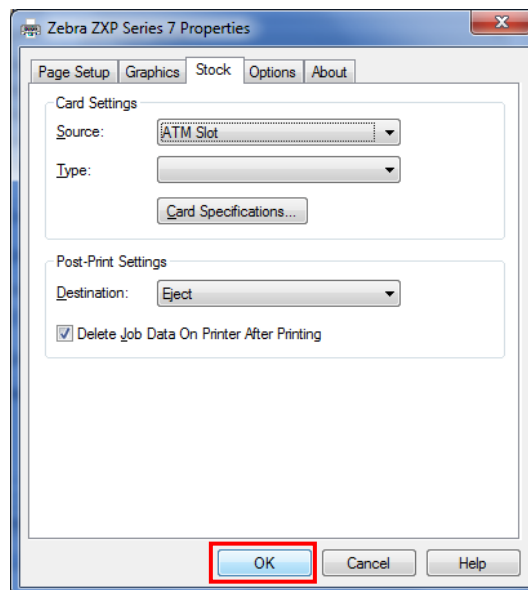 Zebra ZXP Series 7 Properties
Page Setup Graphics Stock Options About
Card Settings
Source: ATM Slot
Type:
Card Specifications...
Post-Print Settings
Destination: Eject
Delete Job Data On Printer After Printing
OK Cancel Help